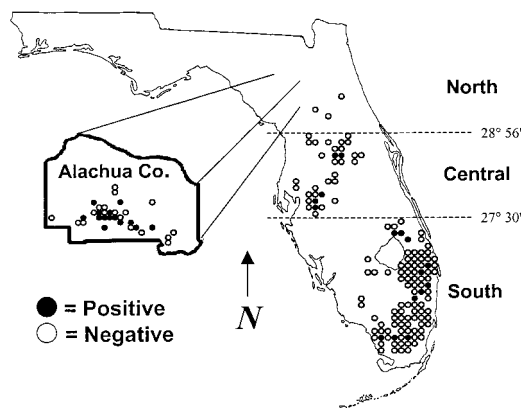 North
28° 56'
Alachua Co.
Central
27° 30'
= Positive
= Negative
N
South